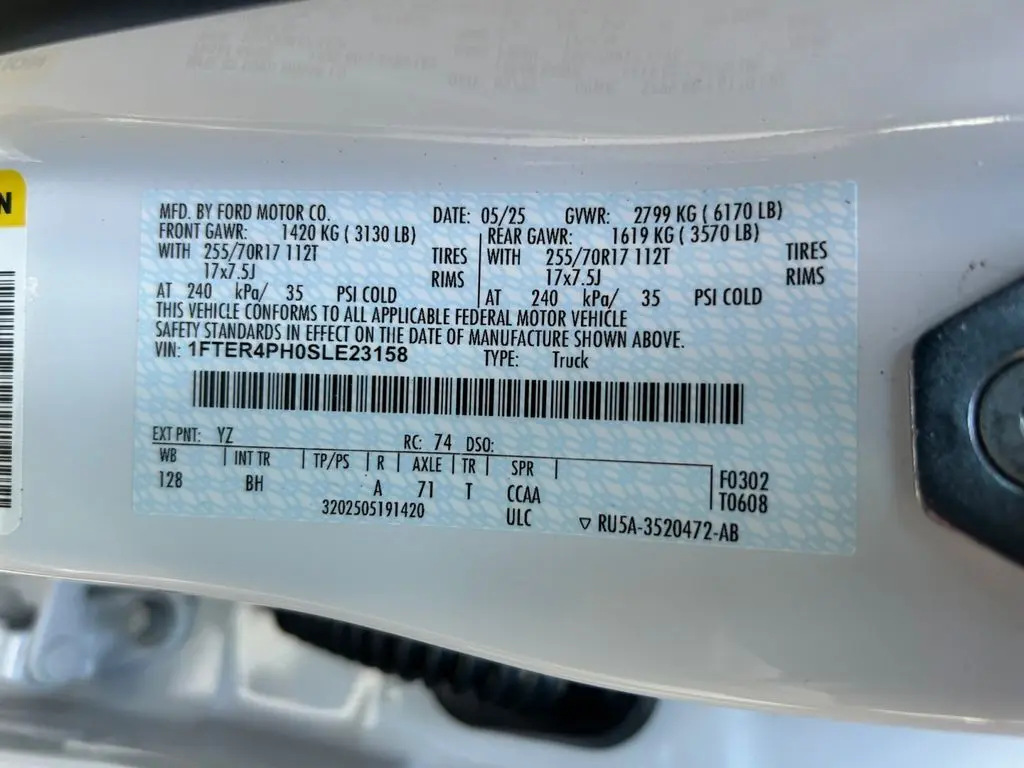 N
MFD. BY FORD MOTOR CO. DATE: 05/25 GVWR: 2799 KG ( 6170 LB)
FRONT GAWR: 1420 KG ( 3130 LB) REAR GAWR: 1619 KG ( 3570 LB)
WITH 255/70R17 112T TIRES WITH 255/70R17 112T TIRES
17x7.5J RIMS 17x7.5J RIMS
AT 240 kPa/ 35 PSI COLD AT 240 kPa/ 35 PSI COLD
THIS VEHICLE CONFORMS TO ALL APPLICABLE FEDERAL MOTOR VEHICLE
SAFETY STANDARDS IN EFFECT ON THE DATE OF MANUFACTURE SHOWN ABOVE.
VIN: 1FTER4PH0SLE23158 TYPE: Truck
EXT PNT: YZ RC: 74 DSO:
WB INT TR TP/PS R AXLE TR SPR F0302
128 BH A 71 T CCAA T0608
3202505191420 ULC ▽ RU5A-3520472-AB